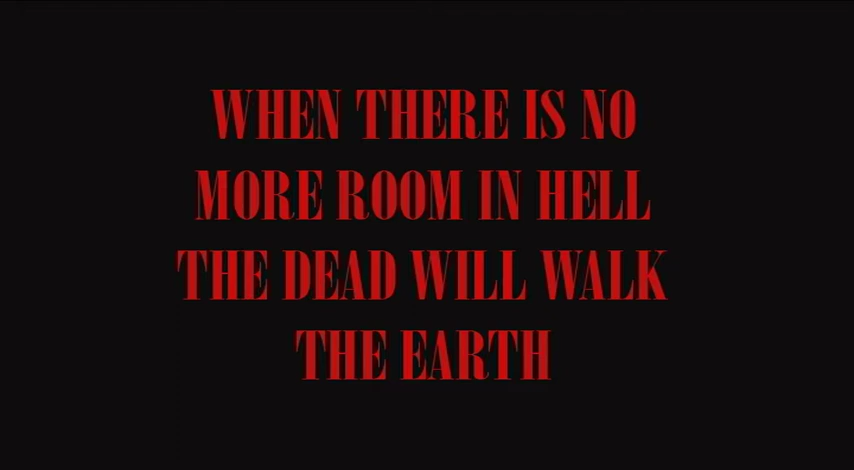 WHEN THERE IS NO
MORE ROOM IN HELL
THE DEAD WILL WALK
THE EARTH